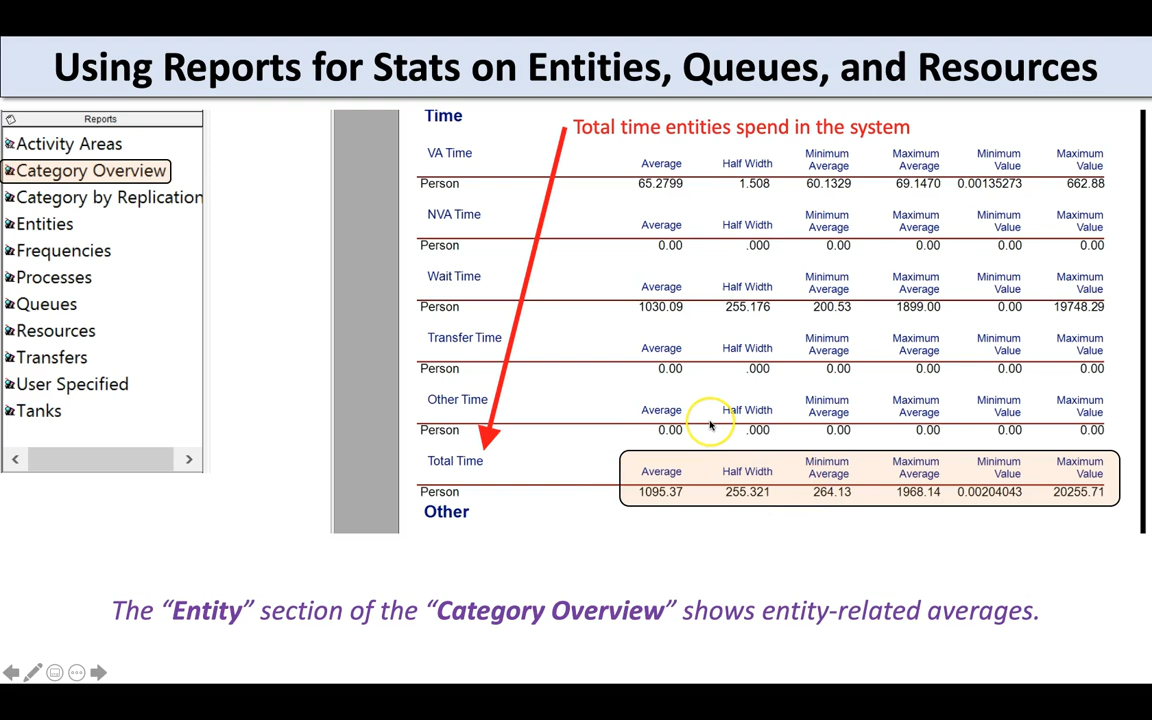 Using Reports for Stats on Entities, Queues, and Resources
Reports
Activity Areas
Category Overview
Category by Replication
Entities
Frequencies
Processes
Queues
Resources
Transfers
User Specified
Tanks
Time
Total time entities spend in the system
VA Time Average Half Width Minimum Average Maximum Average Minimum Value Maximum Value
Person 65.2799 1.508 60.1329 69.1470 0.00135273 662.88
NVA Time Average Half Width Minimum Average Maximum Average Minimum Value Maximum Value
Person 0.00 .000 0.00 0.00 0.00 0.00
Wait Time Average Half Width Minimum Average Maximum Average Minimum Value Maximum Value
Person 1030.09 255.176 200.53 1899.00 0.00 19748.29
Transfer Time Average Half Width Minimum Average Maximum Average Minimum Value Maximum Value
Person 0.00 .000 0.00 0.00 0.00 0.00
Other Time Average Half Width Minimum Average Maximum Average Minimum Value Maximum Value
Person 0.00 .000 0.00 0.00 0.00 0.00
Total Time Average Half Width Minimum Average Maximum Average Minimum Value Maximum Value
Person 1095.37 255.321 264.13 1968.14 0.00204043 20255.71
Other
The “Entity” section of the “Category Overview” shows entity-related averages.